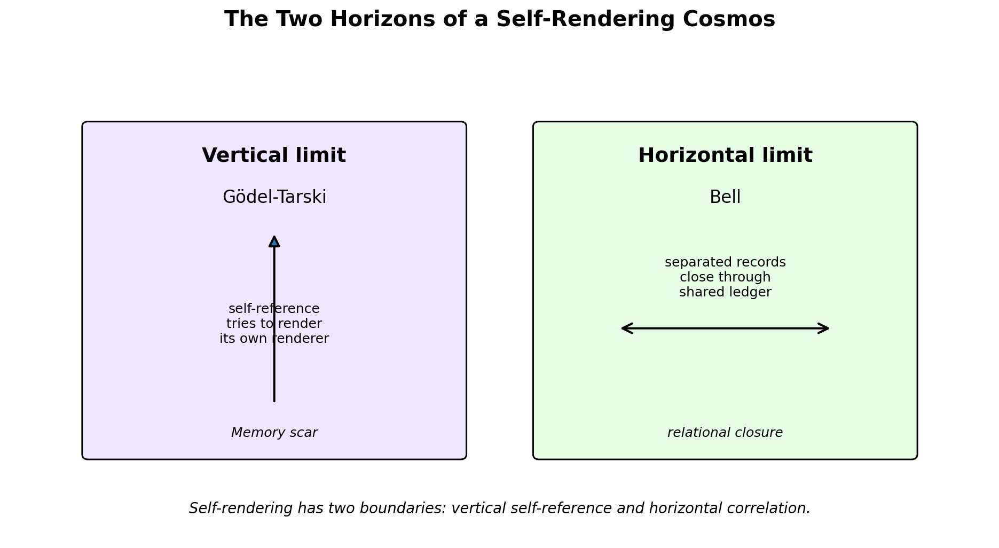 The Two Horizons of a Self-Rendering Cosmos
Vertical limit
Gödel-Tarski
self-reference
tries to render
its own renderer
Memory scar
Horizontal limit
Bell
separated records
close through
shared ledger
relational closure
Self-rendering has two boundaries: vertical self-reference and horizontal correlation.